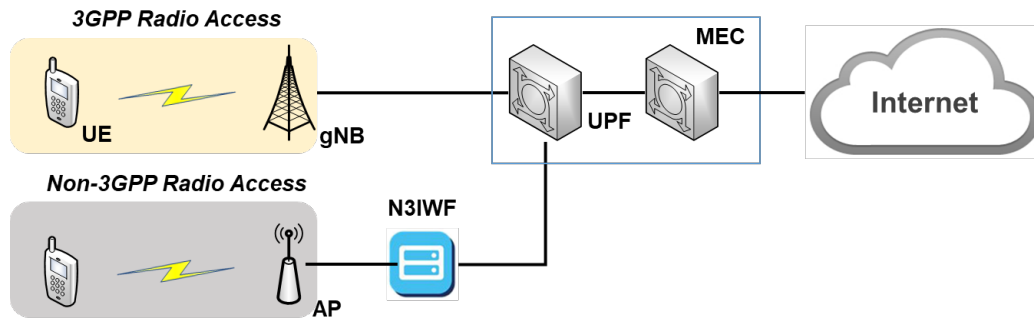 3GPP Radio Access
MEC
UE
gNB
UPF
Internet
Non-3GPP Radio Access
N3IWF
AP